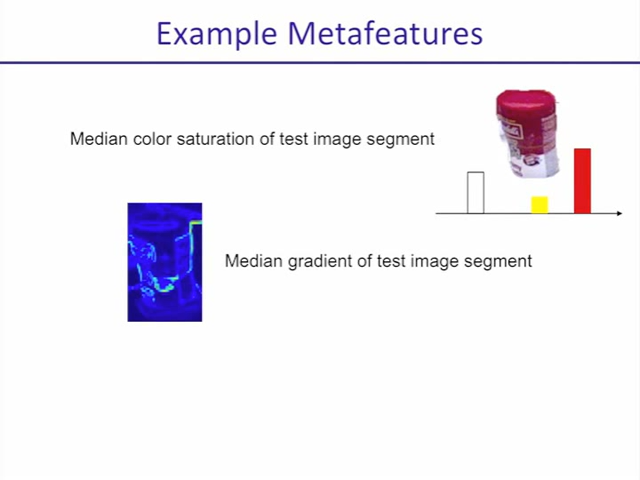 Example Metafeatures
Median color saturation of test image segment
Median gradient of test image segment